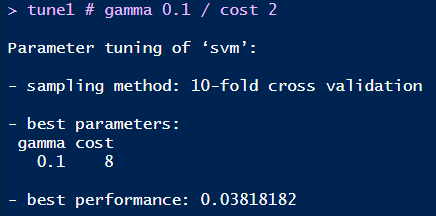 > tune1 # gamma 0.1 / cost 2
Parameter tuning of ‘svm’:
- sampling method: 10-fold cross validation
- best parameters:
gamma cost
0.1 8
- best performance: 0.03818182